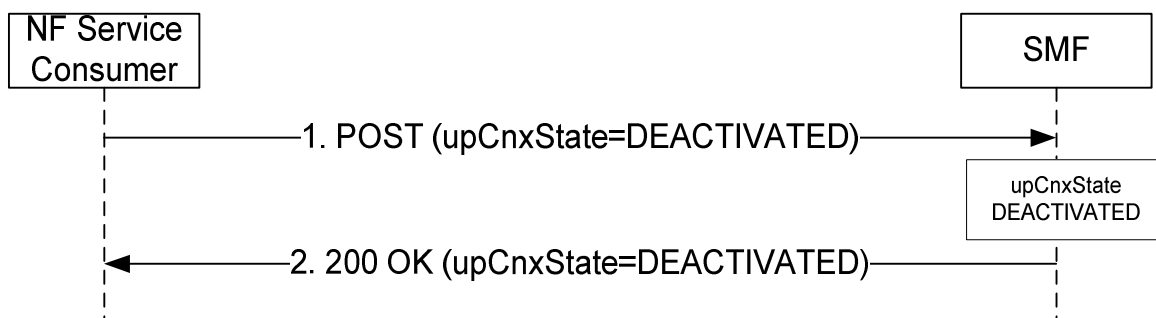 NF Service
Consumer
SMF
1. POST (upCnxState=DEACTIVATED)
upCnxState
DEACTIVATED
2. 200 OK (upCnxState=DEACTIVATED)